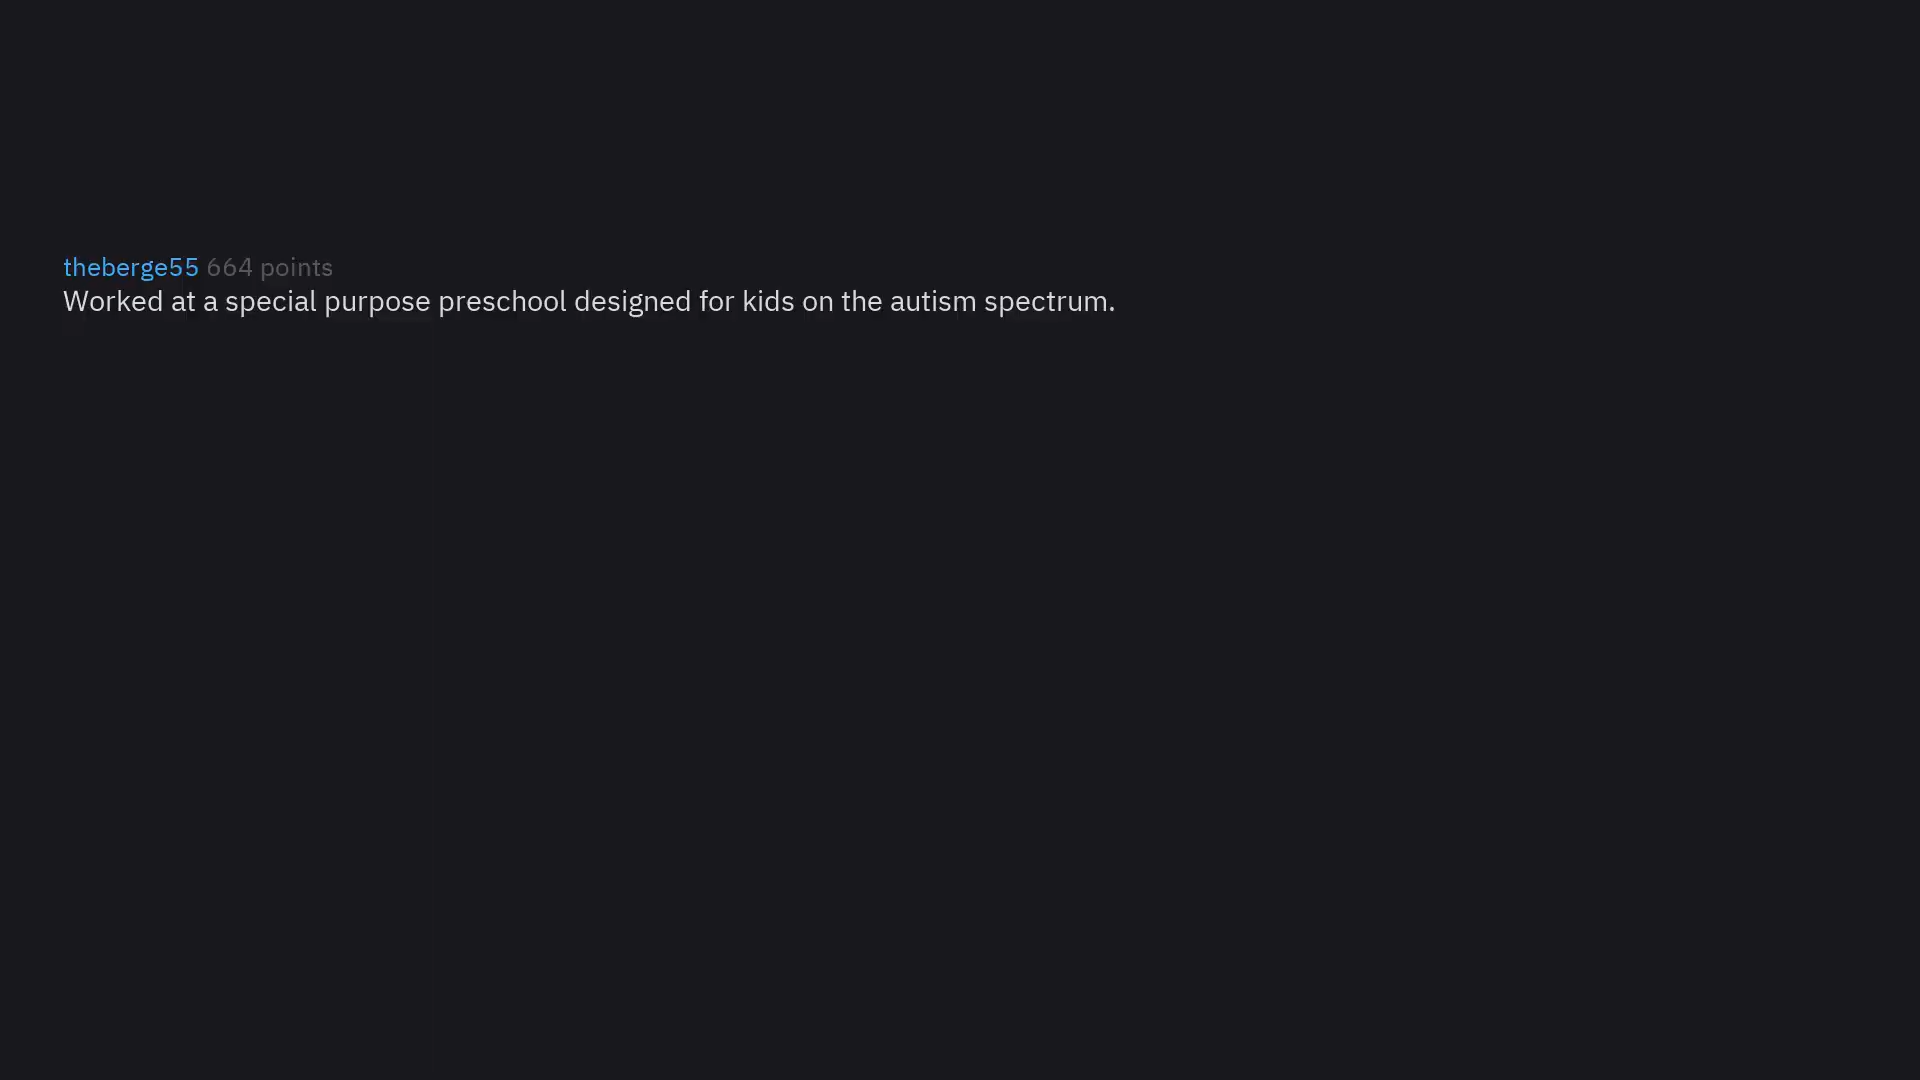 theberge55 664 points
Worked at a special purpose preschool designed for kids on the autism spectrum.